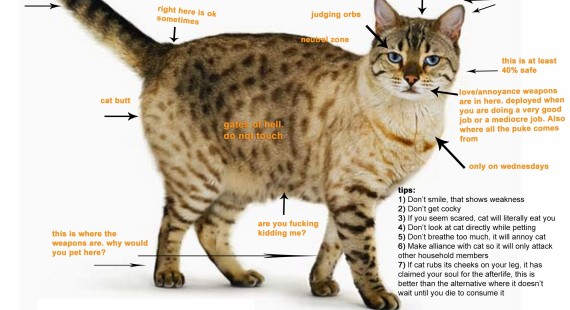 right here is ok
sometimes
judging orbs
neutral zone
this is at least
40% safe
love/annoyance weapons
are in here. deployed when
you are doing a very good
job or a mediocre job. Also
where all the puke comes
from
cat butt
gates of hell.
do not touch
only on wednesdays
are you fucking
kidding me?
this is where the
weapons are. why would
you pet here?
tips:
1) Don't smile, that shows weakness
2) Don't get cocky
3) If you seem scared, cat will literally eat you
4) Don't look at cat directly while petting
5) Don't breathe too much, it will annoy cat
6) Make alliance with cat so it will only attack
other household members
7) If cat rubs its cheeks on your leg, it has
claimed your soul for the afterlife, this is
better than the alternative where it doesn't
wait until you die to consume it